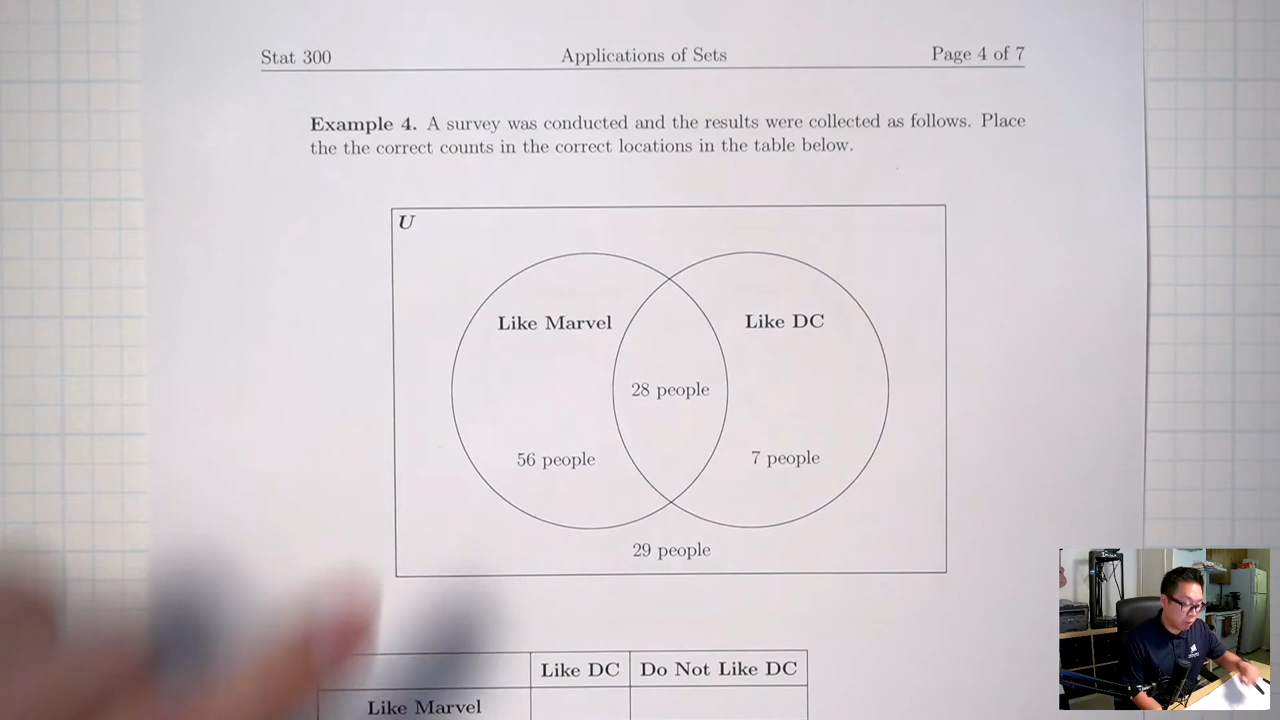 Stat 300 Applications of Sets Page 4 of 7
Example 4. A survey was conducted and the results were collected as follows. Place
the the correct counts in the correct locations in the table below.
U
Like Marvel Like DC
28 people
56 people 7 people
29 people
Like DC Do Not Like DC
Like Marvel